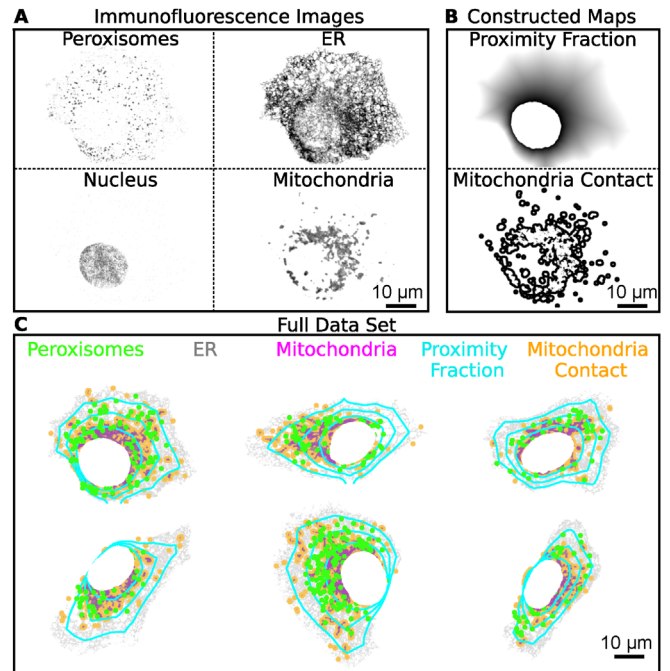 A Immunofluorescence Images
Peroxisomes ER
Nucleus Mitochondria
10 μm
B Constructed Maps
Proximity Fraction
Mitochondria Contact
10 μm
C Full Data Set
Peroxisomes ER Mitochondria Proximity Fraction Mitochondria Contact
10 μm